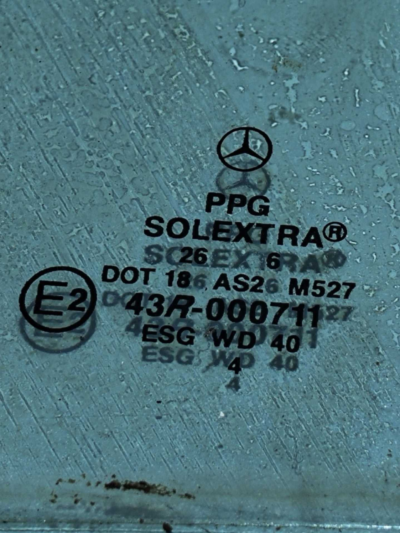 PPG
SOLEXTRA®
26 6
DOT 18 AS2 M527
E2 43R-000711
ESG WD 40
4